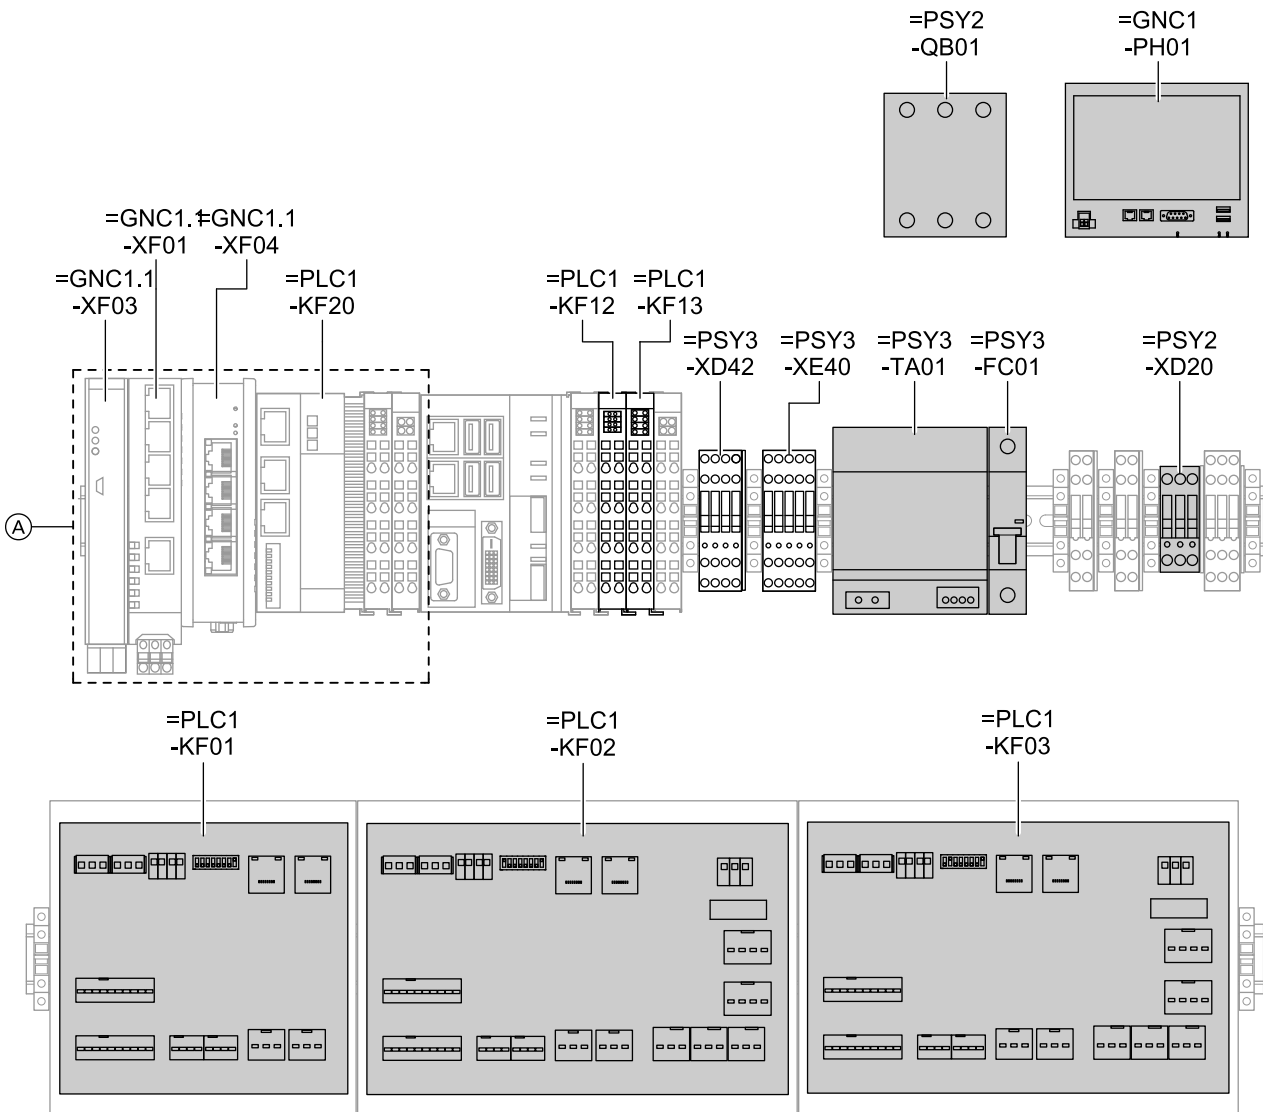 =PSY2
-QB01
=GNC1
-PH01
=GNC1.1
-XF01
=GNC1.1
-XF04
=GNC1.1
-XF03
=PLC1
-KF20
=PLC1
-KF12
=PLC1
-KF13
=PSY3
-XD42
=PSY3
-XE40
=PSY3
-TA01
=PSY3
-FC01
=PSY2
-XD20
A
=PLC1
-KF01
=PLC1
-KF02
=PLC1
-KF03